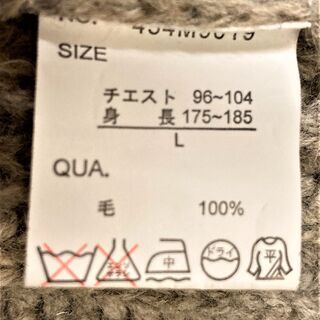 SIZE
チエスト 96~104
身 長 175~185
L
QUA.
毛 100%
中 ドライ 平